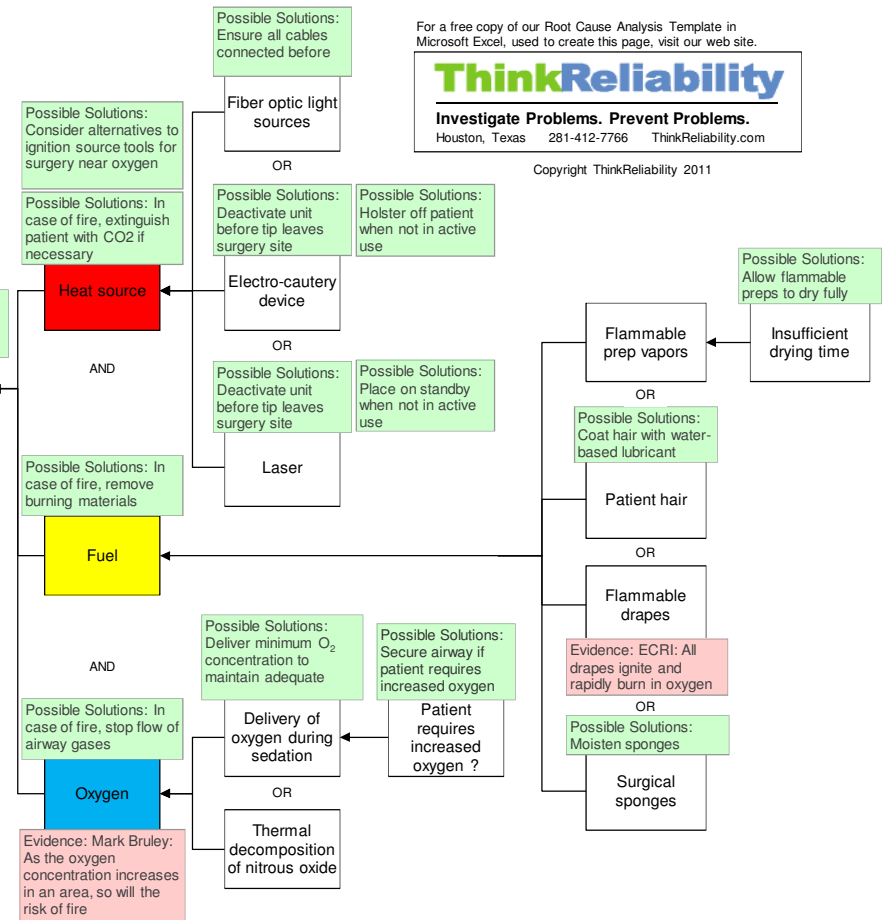 For a free copy of our Root Cause Analysis Template in
Microsoft Excel, used to create this page, visit our web site.
ThinkReliability
Investigate Problems. Prevent Problems.
Houston, Texas 281-412-7766 ThinkReliability.com
Copyright ThinkReliability 2011
Possible Solutions:
Ensure all cables
connected before
Fiber optic light
sources
OR
Possible Solutions:
Consider alternatives to
ignition source tools for
surgery near oxygen
Possible Solutions: In
case of fire, extinguish
patient with CO2 if
necessary
Heat source
Possible Solutions:
Deactivate unit
before tip leaves
surgery site
Possible Solutions:
Holster off patient
when not in active
use
Electro-cautery
device
OR
Possible Solutions:
Deactivate unit
before tip leaves
surgery site
Possible Solutions:
Place on standby
when not in active
use
Laser
AND
Possible Solutions: In
case of fire, remove
burning materials
Fuel
Possible Solutions:
Allow flammable
preps to dry fully
Insufficient
drying time
Flammable
prep vapors
OR
Possible Solutions:
Coat hair with water-
based lubricant
Patient hair
OR
Flammable
drapes
Evidence: ECRI: All
drapes ignite and
rapidly burn in oxygen
OR
Possible Solutions:
Moisten sponges
Surgical
sponges
AND
Possible Solutions: In
case of fire, stop flow of
airway gases
Oxygen
Evidence: Mark Bruley:
As the oxygen
concentration increases
in an area, so will the
risk of fire
Possible Solutions:
Deliver minimum O₂
concentration to
maintain adequate
Delivery of
oxygen during
sedation
Possible Solutions:
Secure airway if
patient requires
increased oxygen
Patient
requires
increased
oxygen ?
OR
Thermal
decomposition
of nitrous oxide